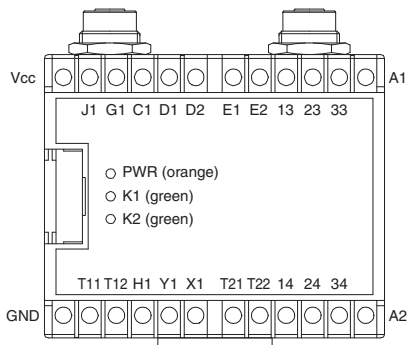 Vcc A1
J1 G1 C1 D1 D2 E1 E2 13 23 33
PWR (orange)
K1 (green)
K2 (green)
T11 T12 H1 Y1 X1 T21 T22 14 24 34
GND A2